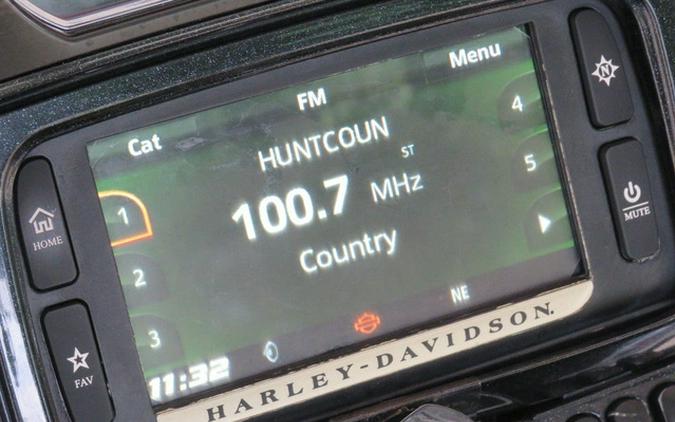 Menu
FM
Cat
HUNTCOUN
ST
100.7 MHz
Country
1
2
3
4
5
NE
11:32
HOME
FAV
N
MUTE
HARLEY-DAVIDSON.